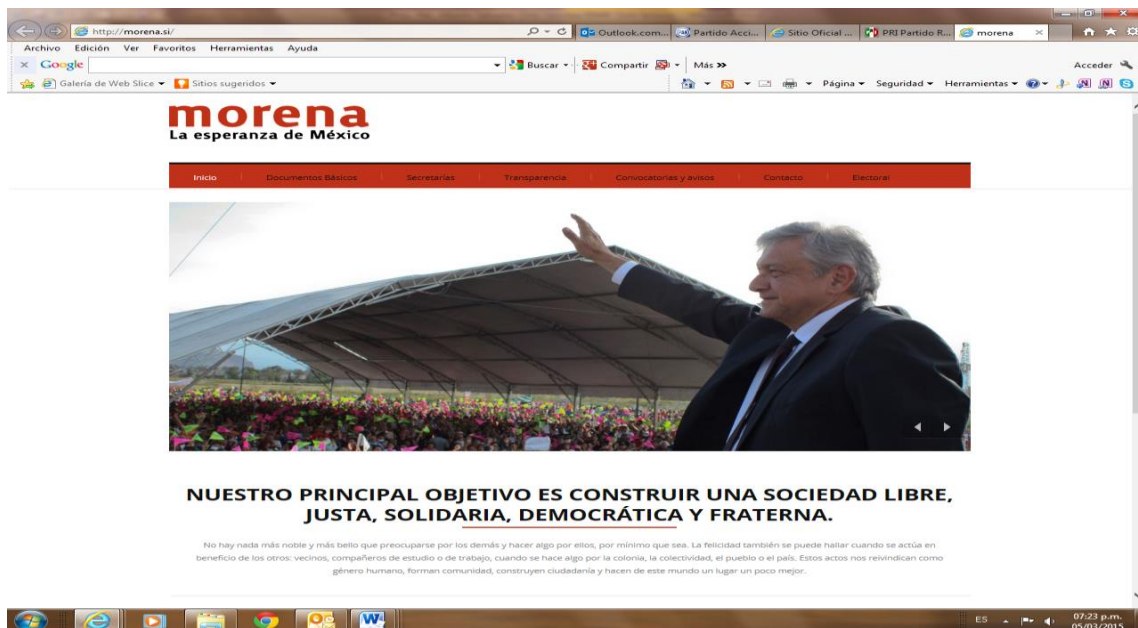 http://morena.si/
Outlook.com... Partido Acci... Sitio Oficial ... PRI Partido R... morena
Archivo Edición Ver Favoritos Herramientas Ayuda
Google Buscar Compartir Más Acceder
Galería de Web Slice Sitios sugeridos Página Seguridad Herramientas
morena
La esperanza de México
Inicio Documentos Básicos Secretarías Transparencia Convocatorias y avisos Contacto Electoral
NUESTRO PRINCIPAL OBJETIVO ES CONSTRUIR UNA SOCIEDAD LIBRE,
JUSTA, SOLIDARIA, DEMOCRÁTICA Y FRATERNA.
No hay nada más noble y más bello que preocuparse por los demás y hacer algo por ellos, por mínimo que sea. La felicidad también se puede hallar cuando se actúa en
beneficio de los otros: vecinos, compañeros de estudio o de trabajo, cuando se hace algo por la colonia, la colectividad, el pueblo o el país. Estos actos nos reivindican como
género humano, forman comunidad, construyen ciudadanía y hacen de este mundo un lugar un poco mejor.
ES 07:23 p.m.
05/03/2015